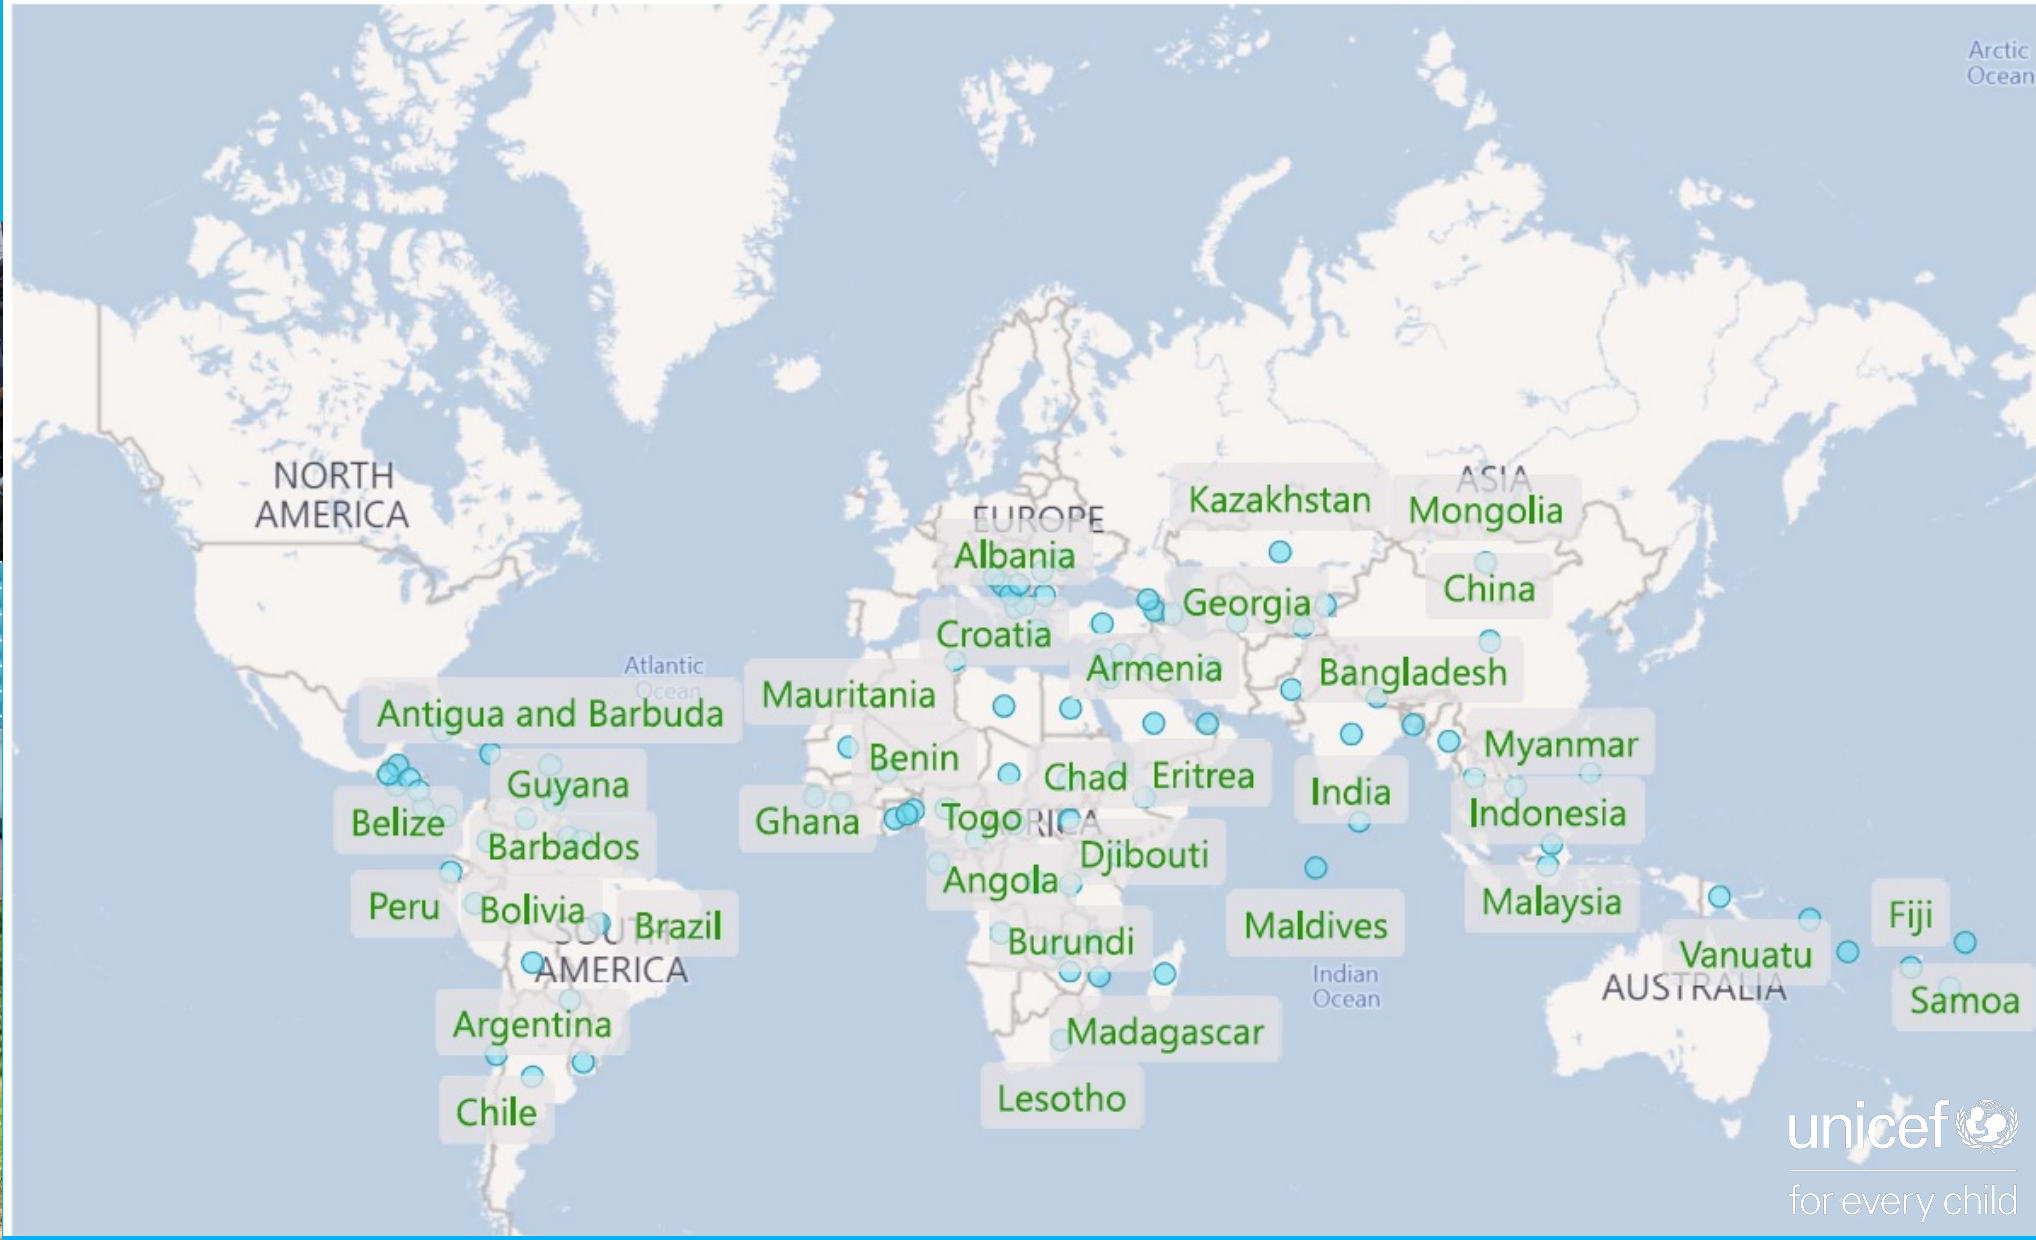 Arctic
Ocean
NORTH
AMERICA
EUROPE
ASIA
Kazakhstan
Mongolia
Albania
China
Georgia
Croatia
Atlantic
Ocean
Armenia
Bangladesh
Mauritania
Antigua and Barbuda
Benin
Chad
Eritrea
Myanmar
Guyana
India
Indonesia
Belize
Ghana
Togo
Barbados
Djibouti
Angola
Peru
Bolivia
Brazil
SOUTH
AMERICA
Burundi
Maldives
Malaysia
Fiji
Vanuatu
AUSTRALIA
Indian
Ocean
Samoa
Argentina
Madagascar
Chile
Lesotho
unicef
for every child